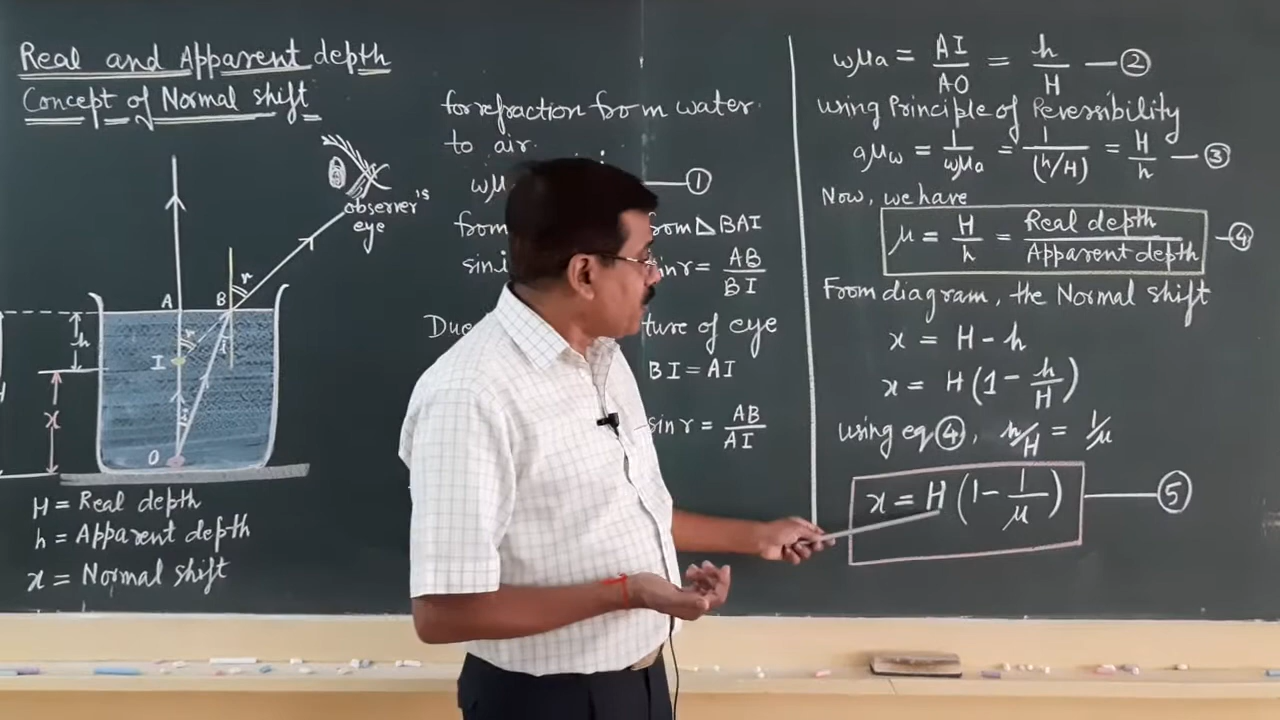 Real and Apparent depth
Concept of Normal shift
observer's
eye
r
A
B
h
I
r
i
x
i
O
H = Real depth
h = Apparent depth
x = Normal shift
for refraction from water
to air.
wμ
①
from
from △BAI
sin i
sin r = AB/BI
Due
ture of eye
BI = AI
sin r = AB/AI
wμa = AI/AO = h/H — ②
using Principle of Reversibility
aμw = 1/wμa = 1/(h/H) = H/h — ③
Now, we have
μ = H/h = Real depth/Apparent depth — ④
From diagram, the Normal shift
x = H - h
x = H(1 - h/H)
using eq ④, h/H = 1/μ
x = H(1 - 1/μ) — ⑤